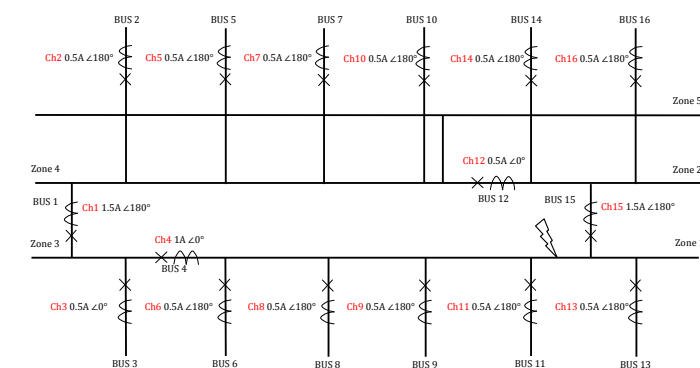 BUS 2 BUS 5 BUS 7 BUS 10 BUS 14 BUS 16
Ch2 0.5A∠180° Ch5 0.5A∠180° Ch7 0.5A∠180° Ch10 0.5A∠180° Ch14 0.5A∠180° Ch16 0.5A∠180°
Zone 5
Ch12 0.5A∠0°
Zone 4 Zone 2
BUS 12
BUS 1 Ch1 1.5A∠180° BUS 15 Ch15 1.5A∠180°
Ch4 1A∠0°
Zone 3 Zone
BUS 4
Ch3 0.5A∠0° Ch6 0.5A∠180° Ch8 0.5A∠180° Ch9 0.5A∠180° Ch11 0.5A∠180° Ch13 0.5A∠180°
BUS 3 BUS 6 BUS 8 BUS 9 BUS 11 BUS 13